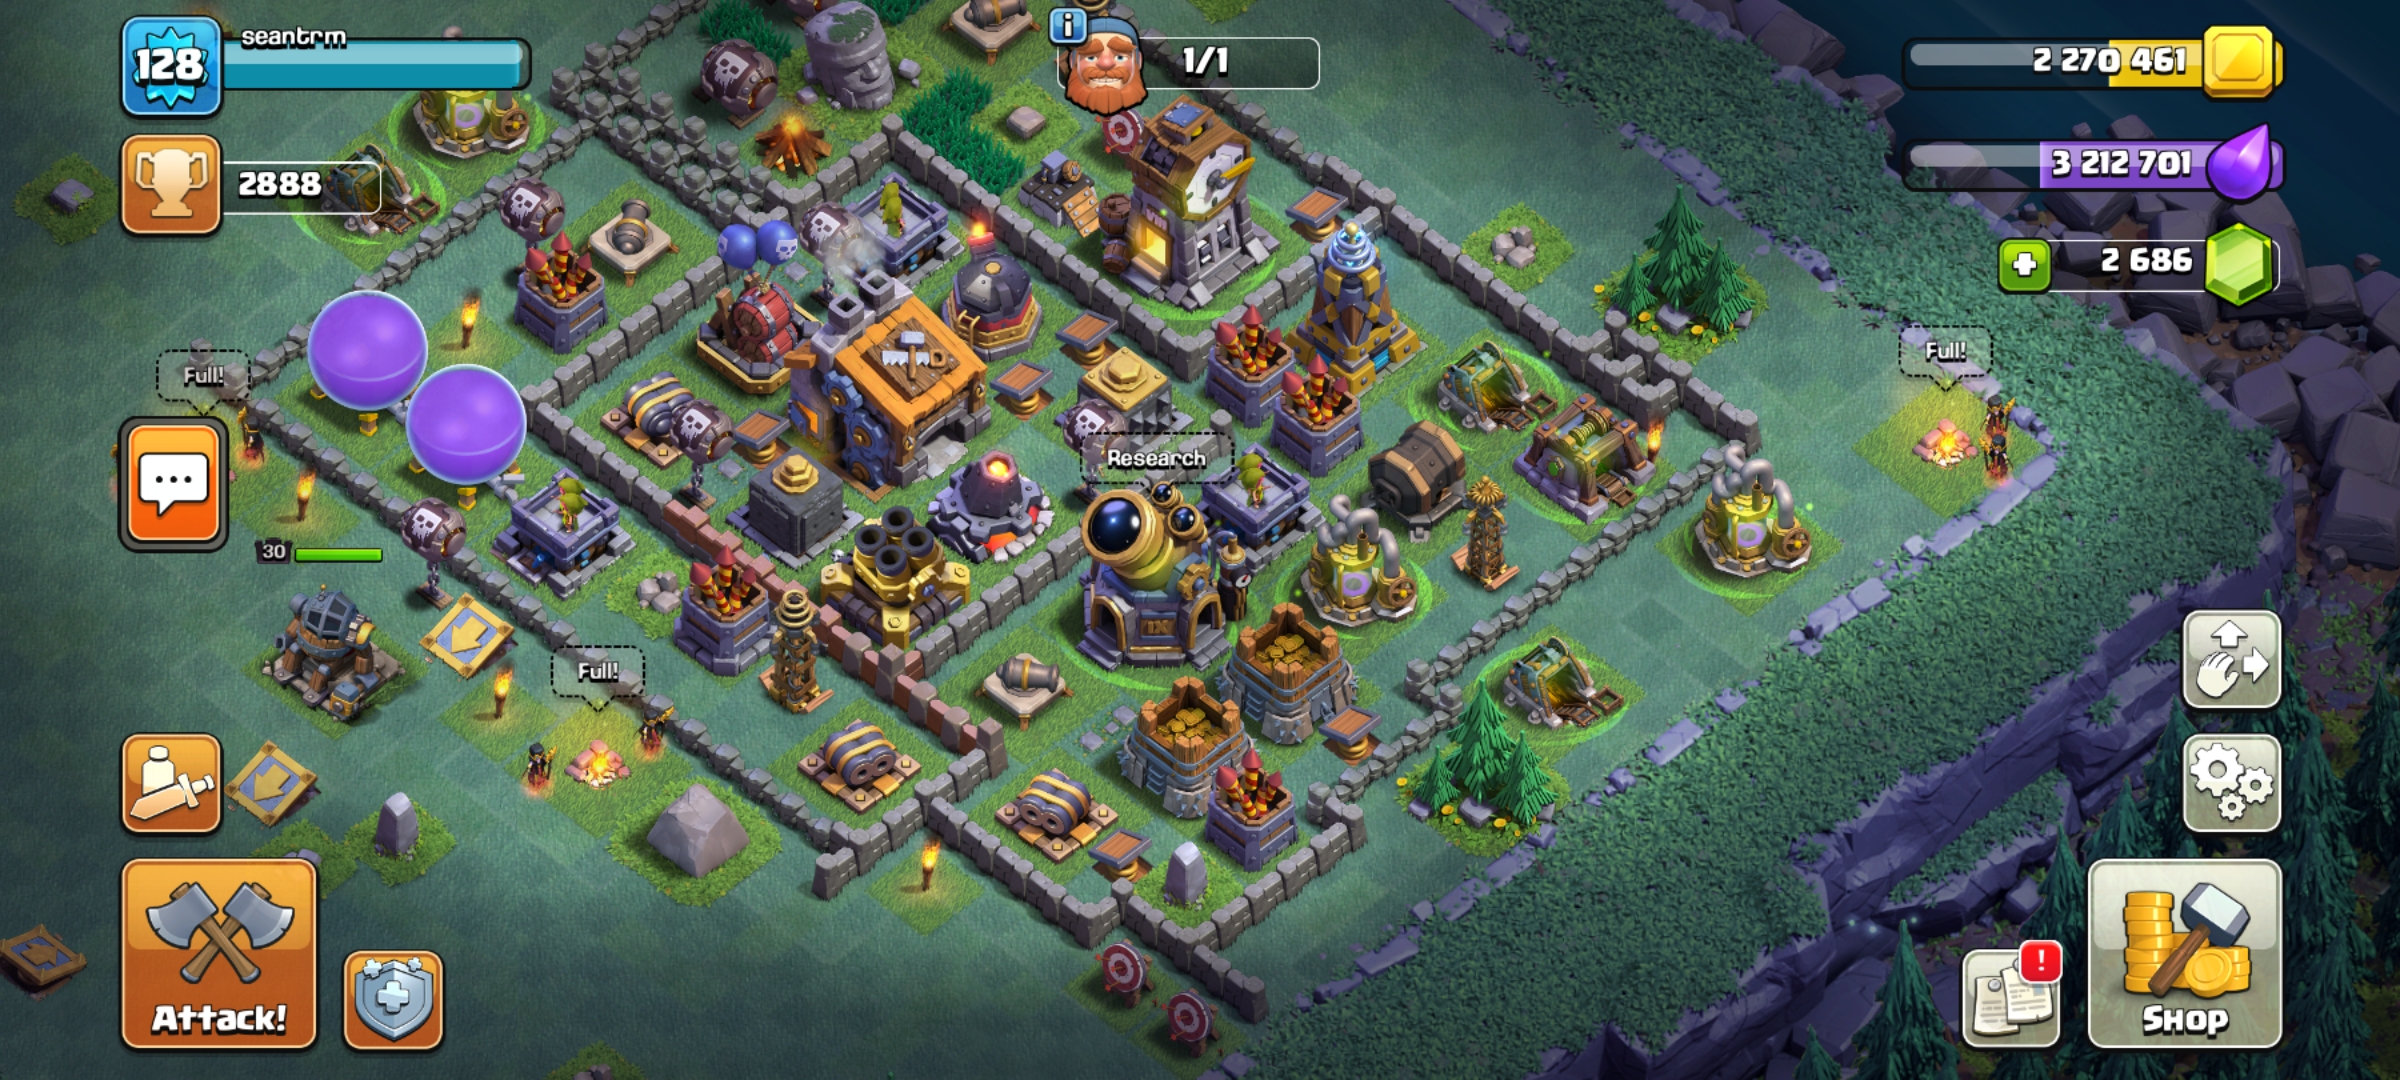 128
seantrm
1/1
2 270 461
2888
3 212 701
2 686
Full!
Full!
Research
30
IX
Full!
Attack!
!
Shop